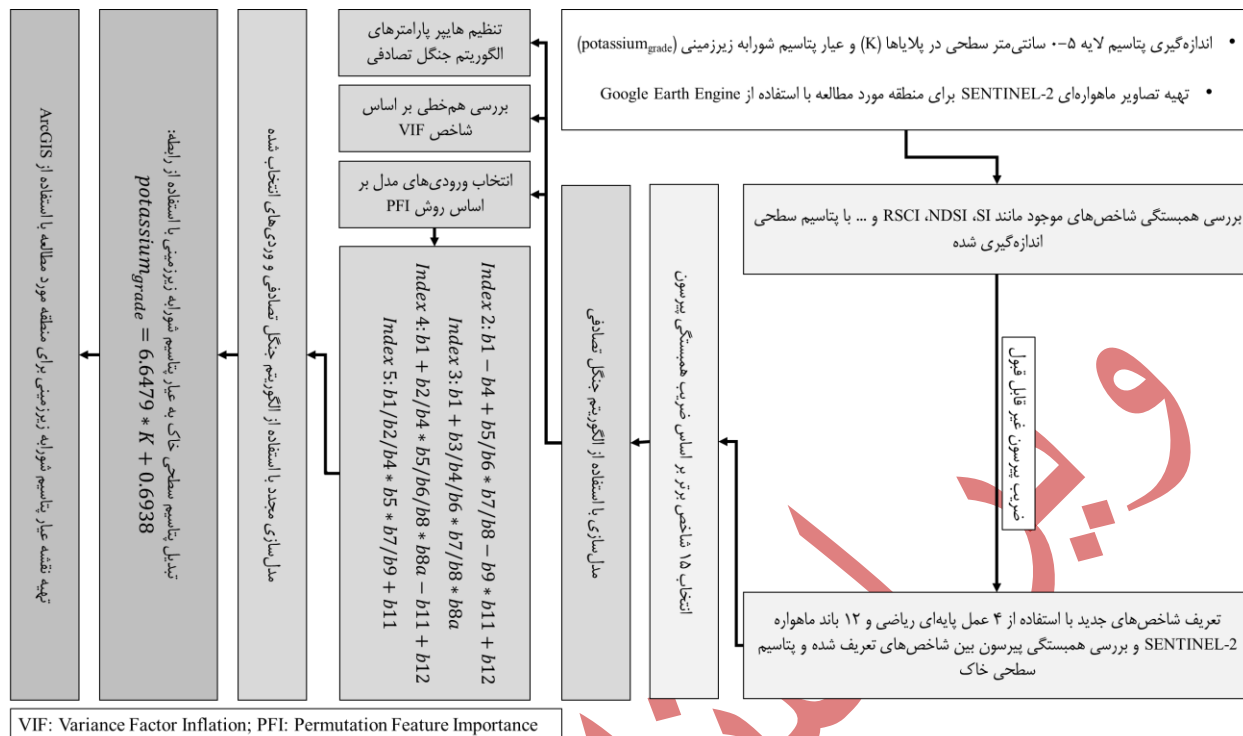 • اندازه‌گیری پتاسیم لایه ۵-۰ سانتی‌متر سطحی در پلایاها (K) و عیار پتاسیم شورابه زیرزمینی (potassium_grade)
• تهیه تصاویر ماهواره‌ای SENTINEL-2 برای منطقه مورد مطالعه با استفاده از Google Earth Engine
بررسی همبستگی شاخص‌های موجود مانند RSCI ،NDSI ،SI و ... با پتاسیم سطحی
اندازه‌گیری شده
ضریب پیرسون غیر قابل قبول
تعریف شاخص‌های جدید با استفاده از ۴ عمل پایه‌ای ریاضی و ۱۲ باند ماهواره
SENTINEL-2 و بررسی همبستگی پیرسون بین شاخص‌های تعریف شده و پتاسیم
سطحی خاک
انتخاب ۱۵ شاخص برتر بر اساس ضریب همبستگی پیرسون
مدل‌سازی با استفاده از الگوریتم جنگل تصادفی
تنظیم هایپر پارامترهای
الگوریتم جنگل تصادفی
بررسی هم‌خطی بر اساس
شاخص VIF
انتخاب ورودی‌های مدل بر
اساس روش PFI
Index 2: b1 − b4 + b5/b6 * b7/b8 − b9 * b11 + b12
Index 3: b1 + b3/b4/b6 * b7/b8 * b8a
Index 4: b1 + b2/b4 * b5/b6/b8 * b8a − b11 + b12
Index 5: b1/b2/b4 * b5 * b7/b9 + b11
مدل‌سازی مجدد با استفاده از الگوریتم جنگل تصادفی و وردی‌های انتخاب شده
تبدیل پتاسیم سطحی خاک به عیار پتاسیم شورابه زیرزمینی با استفاده از رابطه:
potassium_grade = 6.6479 * K + 0.6938
تهیه نقشه عیار پتاسیم شورابه زیرزمینی برای منطقه مورد مطالعه با استفاده از ArcGIS
VIF: Variance Factor Inflation; PFI: Permutation Feature Importance